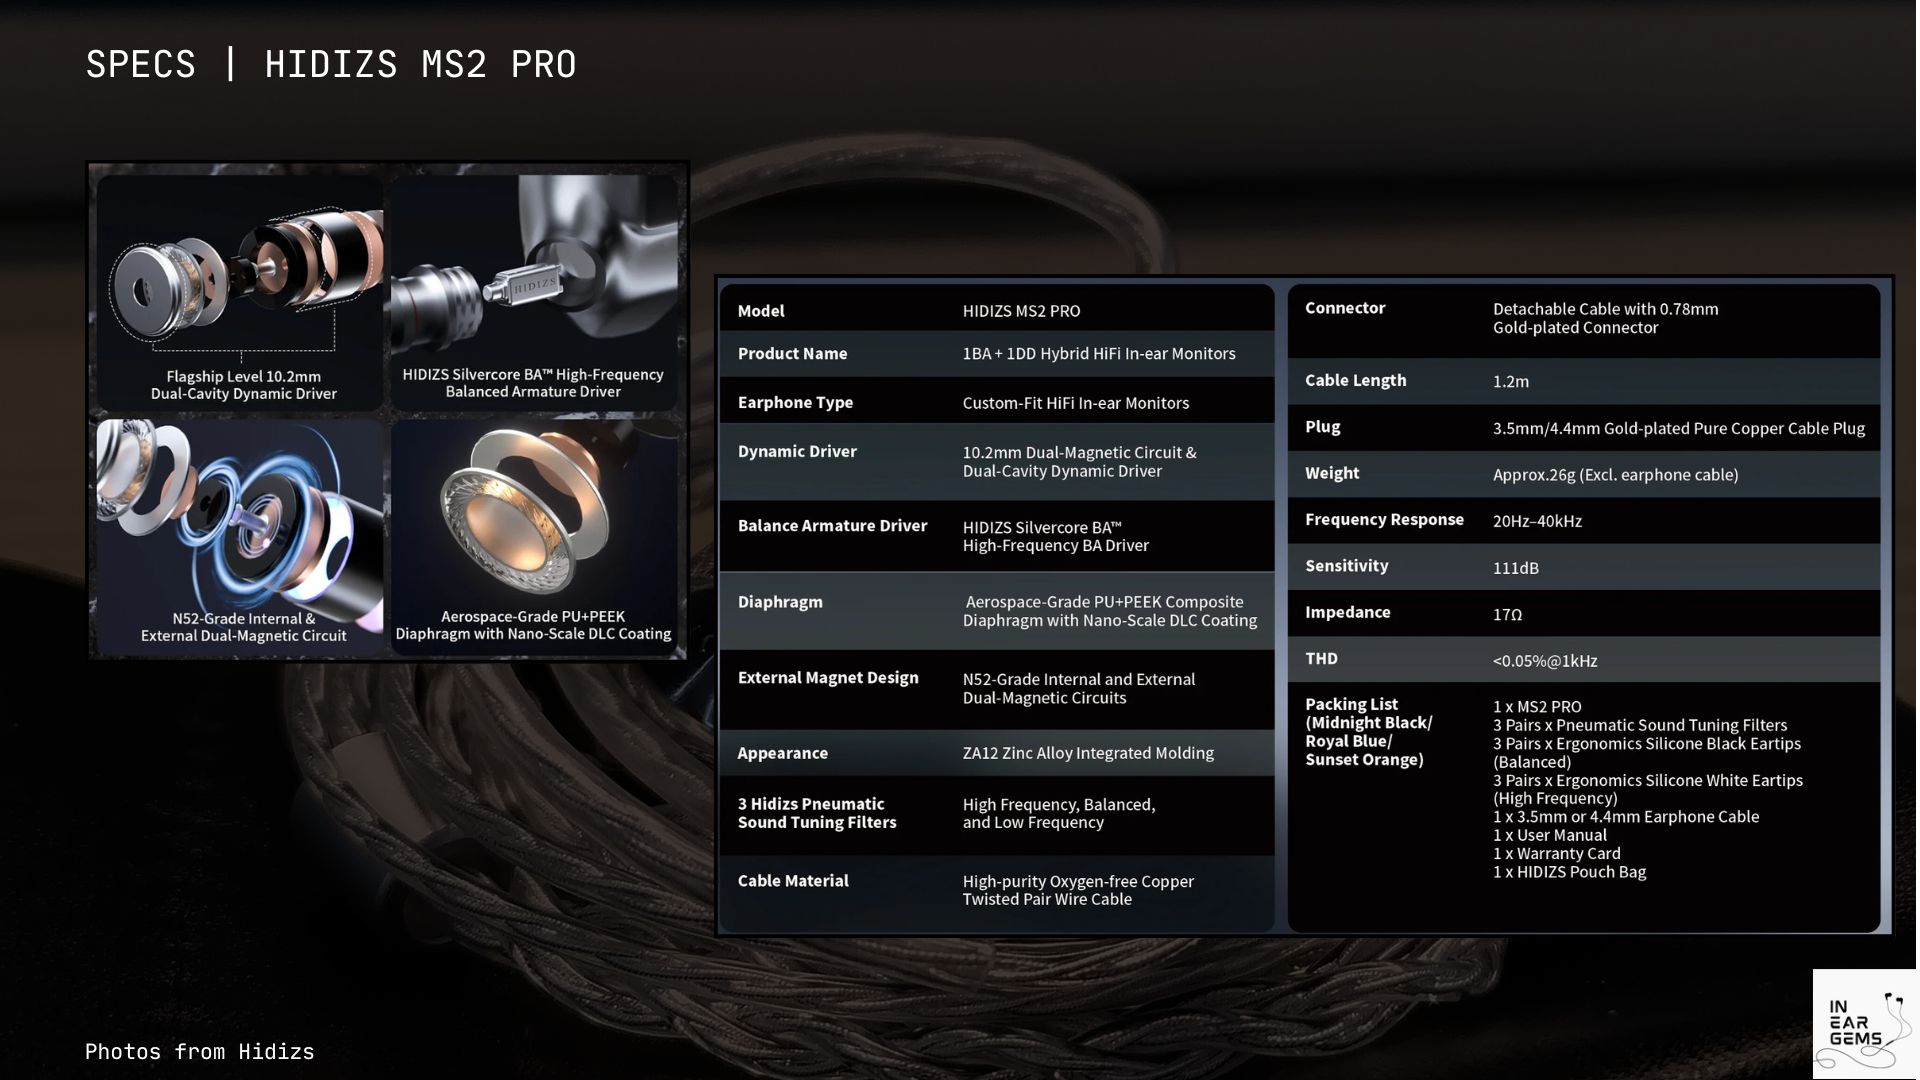 SPECS | HIDIZS MS2 PRO
Flagship Level 10.2mm
Dual-Cavity Dynamic Driver
HIDIZS
HIDIZS Silvercore BA™ High-Frequency
Balanced Armature Driver
N52-Grade Internal &
External Dual-Magnetic Circuit
Aerospace-Grade PU+PEEK
Diaphragm with Nano-Scale DLC Coating
Model HIDIZS MS2 PRO
Product Name 1BA + 1DD Hybrid HiFi In-ear Monitors
Earphone Type Custom-Fit HiFi In-ear Monitors
Dynamic Driver 10.2mm Dual-Magnetic Circuit &
Dual-Cavity Dynamic Driver
Balance Armature Driver HIDIZS Silvercore BA™
High-Frequency BA Driver
Diaphragm Aerospace-Grade PU+PEEK Composite
Diaphragm with Nano-Scale DLC Coating
External Magnet Design N52-Grade Internal and External
Dual-Magnetic Circuits
Appearance ZA12 Zinc Alloy Integrated Molding
3 Hidizs Pneumatic High Frequency, Balanced,
Sound Tuning Filters and Low Frequency
Cable Material High-purity Oxygen-free Copper
Twisted Pair Wire Cable
Connector Detachable Cable with 0.78mm
Gold-plated Connector
Cable Length 1.2m
Plug 3.5mm/4.4mm Gold-plated Pure Copper Cable Plug
Weight Approx.26g (Excl. earphone cable)
Frequency Response 20Hz–40kHz
Sensitivity 111dB
Impedance 17Ω
THD <0.05%@1kHz
Packing List 1 x MS2 PRO
(Midnight Black/ 3 Pairs x Pneumatic Sound Tuning Filters
Royal Blue/ 3 Pairs x Ergonomics Silicone Black Eartips
Sunset Orange) (Balanced)
3 Pairs x Ergonomics Silicone White Eartips
(High Frequency)
1 x 3.5mm or 4.4mm Earphone Cable
1 x User Manual
1 x Warranty Card
1 x HIDIZS Pouch Bag
Photos from Hidizs
IN
EAR
GEMS